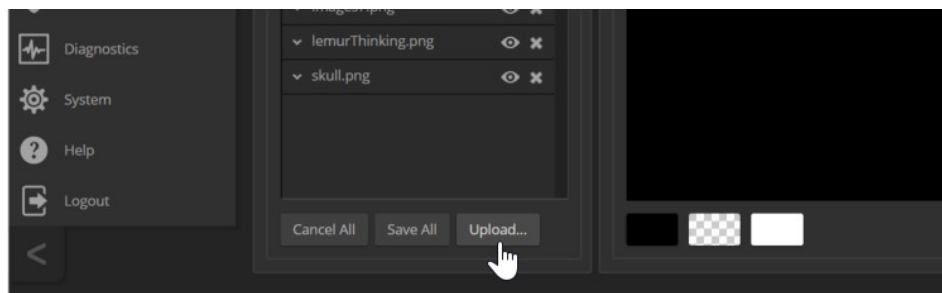 lemurThinking.png
Diagnostics
skull.png
System
Help
Logout
Cancel All
Save All
Upload...